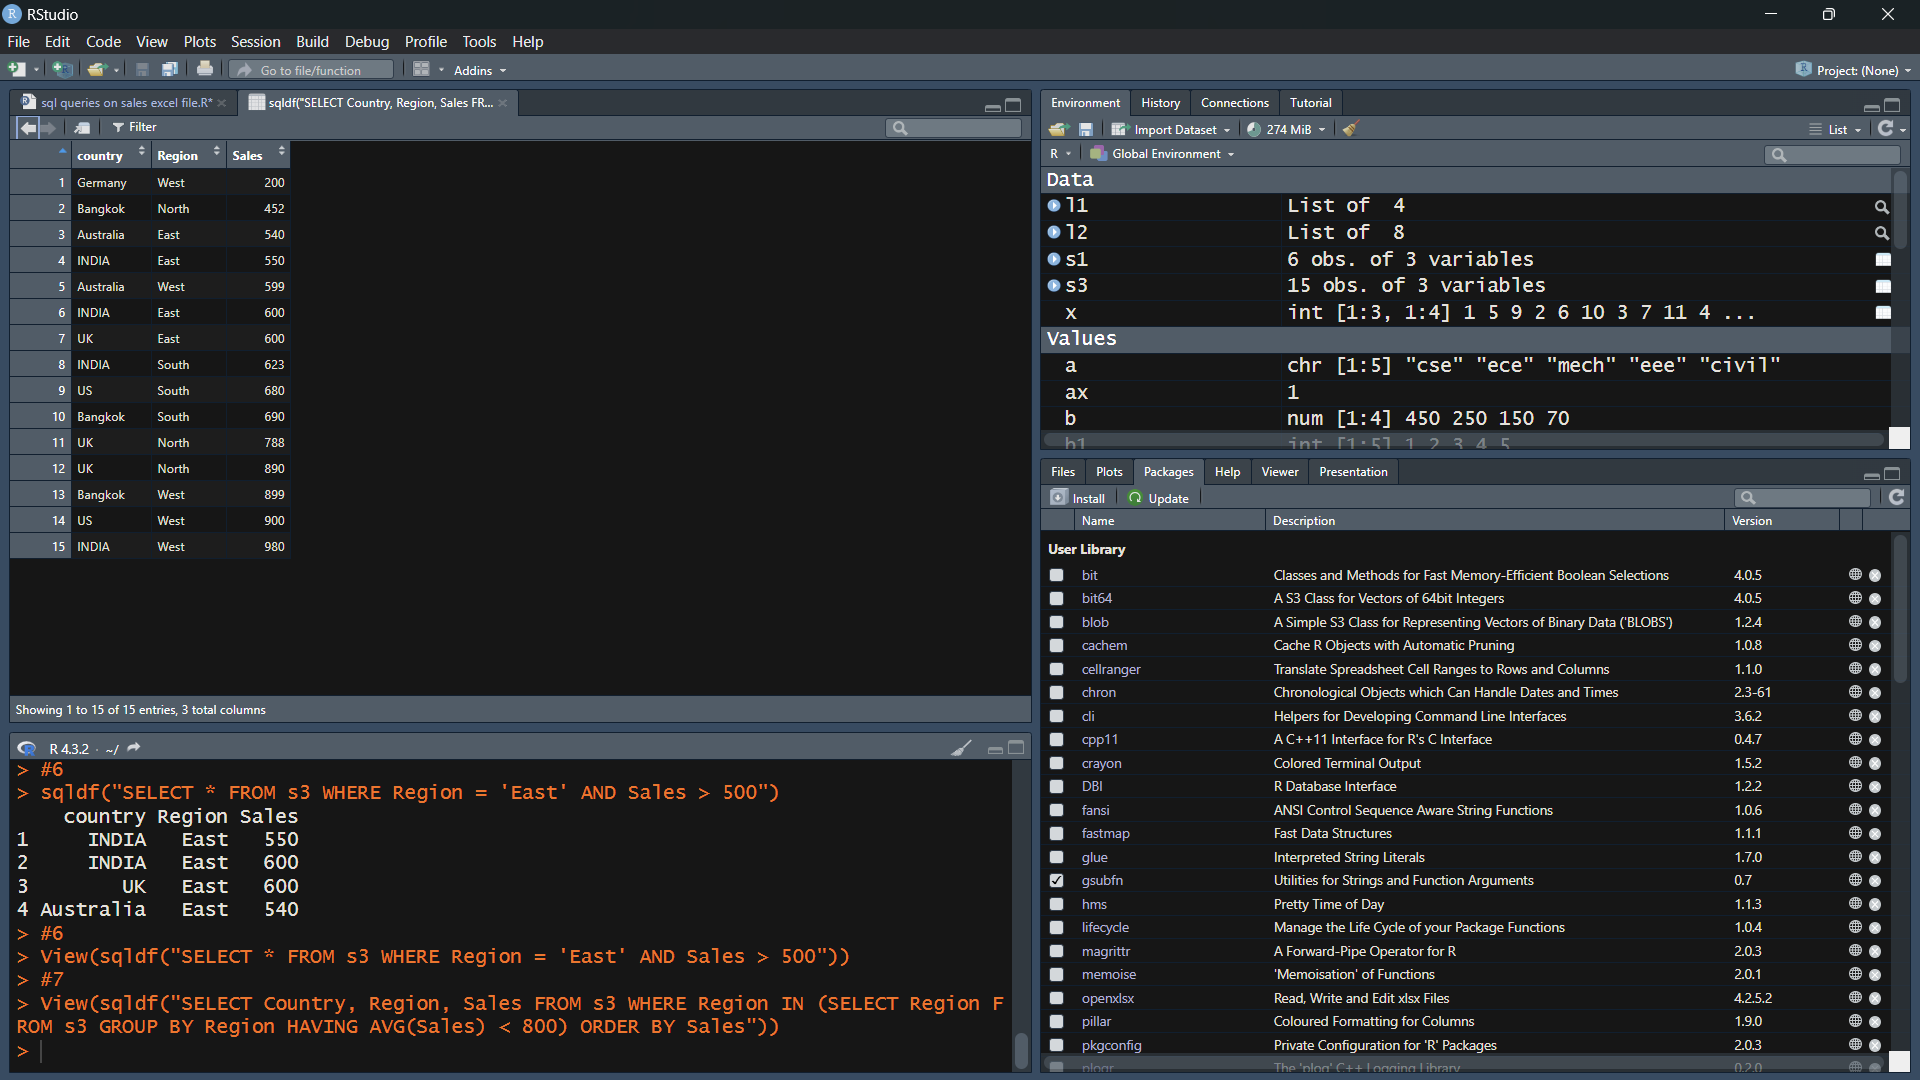 RStudio
File Edit Code View Plots Session Build Debug Profile Tools Help
Go to file/function Addins Project: (None)
sql queries on sales excel file.R* sqldf("SELECT Country, Region, Sales FR...
Filter
country Region Sales
1 Germany West 200
2 Bangkok North 452
3 Australia East 540
4 INDIA East 550
5 Australia West 599
6 INDIA East 600
7 UK East 600
8 INDIA South 623
9 US South 680
10 Bangkok South 690
11 UK North 788
12 UK North 890
13 Bangkok West 899
14 US West 900
15 INDIA West 980
Showing 1 to 15 of 15 entries, 3 total columns
R 4.3.2 · ~/
> #6
> sqldf("SELECT * FROM s3 WHERE Region = 'East' AND Sales > 500")
country Region Sales
1 INDIA East 550
2 INDIA East 600
3 UK East 600
4 Australia East 540
> #6
> View(sqldf("SELECT * FROM s3 WHERE Region = 'East' AND Sales > 500"))
> #7
> View(sqldf("SELECT Country, Region, Sales FROM s3 WHERE Region IN (SELECT Region F
ROM s3 GROUP BY Region HAVING AVG(Sales) < 800) ORDER BY Sales"))
>
Environment History Connections Tutorial
Import Dataset 274 MiB List
R Global Environment
Data
l1 List of 4
l2 List of 8
s1 6 obs. of 3 variables
s3 15 obs. of 3 variables
x int [1:3, 1:4] 1 5 9 2 6 10 3 7 11 4 ...
Values
a chr [1:5] "cse" "ece" "mech" "eee" "civil"
ax 1
b num [1:4] 450 250 150 70
b1 int [1:5] 1 2 3 4 5
Files Plots Packages Help Viewer Presentation
Install Update
Name Description Version
User Library
bit Classes and Methods for Fast Memory-Efficient Boolean Selections 4.0.5
bit64 A S3 Class for Vectors of 64bit Integers 4.0.5
blob A Simple S3 Class for Representing Vectors of Binary Data ('BLOBS') 1.2.4
cachem Cache R Objects with Automatic Pruning 1.0.8
cellranger Translate Spreadsheet Cell Ranges to Rows and Columns 1.1.0
chron Chronological Objects which Can Handle Dates and Times 2.3-61
cli Helpers for Developing Command Line Interfaces 3.6.2
cpp11 A C++11 Interface for R's C Interface 0.4.7
crayon Colored Terminal Output 1.5.2
DBI R Database Interface 1.2.2
fansi ANSI Control Sequence Aware String Functions 1.0.6
fastmap Fast Data Structures 1.1.1
glue Interpreted String Literals 1.7.0
gsubfn Utilities for Strings and Function Arguments 0.7
hms Pretty Time of Day 1.1.3
lifecycle Manage the Life Cycle of your Package Functions 1.0.4
magrittr A Forward-Pipe Operator for R 2.0.3
memoise 'Memoisation' of Functions 2.0.1
openxlsx Read, Write and Edit xlsx Files 4.2.5.2
pillar Coloured Formatting for Columns 1.9.0
pkgconfig Private Configuration for 'R' Packages 2.0.3
plogr The 'plog' C++ Logging Library 0.2.0